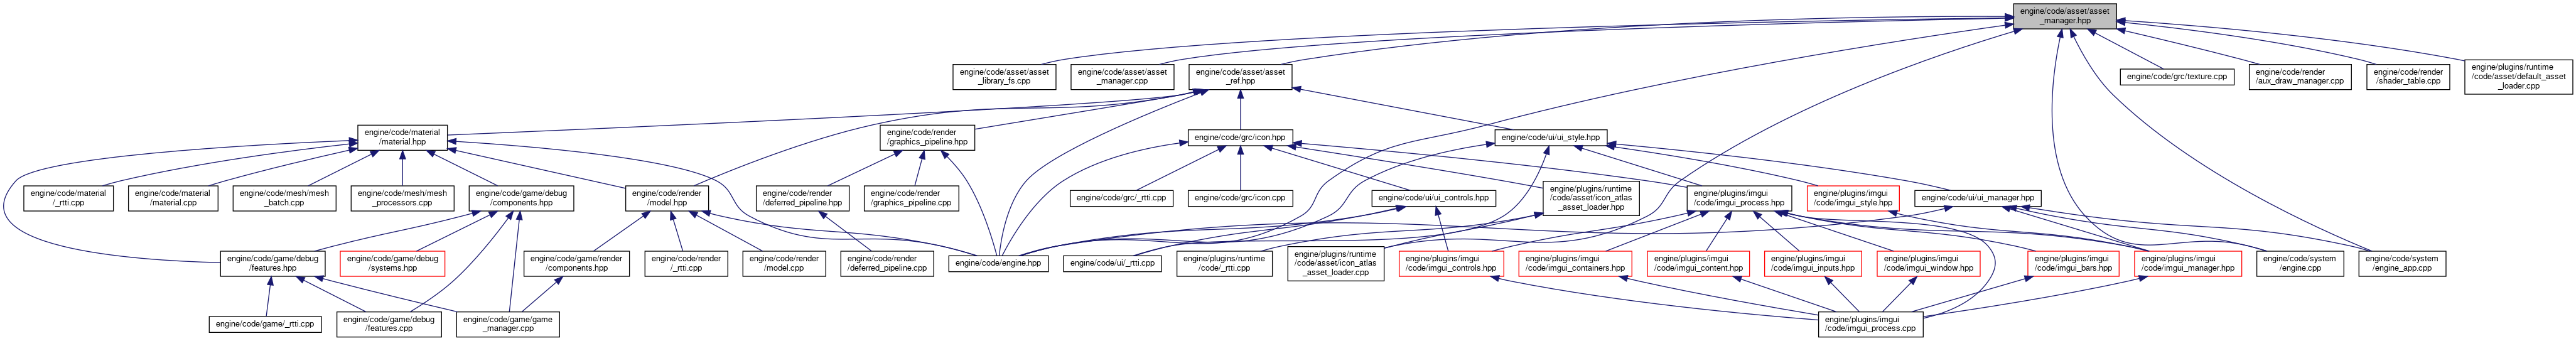 engine/code/asset/asset
_manager.hpp
engine/code/asset/asset
_library_fs.cpp
engine/code/asset/asset
_manager.cpp
engine/code/asset/asset
_ref.hpp
engine/code/grc/texture.cpp
engine/code/render
/aux_draw_manager.cpp
engine/code/render
/shader_table.cpp
engine/plugins/runtime
/code/asset/default_asset
_loader.cpp
engine/code/material
/material.hpp
engine/code/render
/graphics_pipeline.hpp
engine/code/grc/icon.hpp
engine/code/ui/ui_style.hpp
engine/code/material
/_rtti.cpp
engine/code/material
/material.cpp
engine/code/mesh/mesh
_batch.cpp
engine/code/mesh/mesh
_processors.cpp
engine/code/game/debug
/components.hpp
engine/code/render
/model.hpp
engine/code/render
/deferred_pipeline.hpp
engine/code/render
/graphics_pipeline.cpp
engine/code/grc/_rtti.cpp
engine/code/grc/icon.cpp
engine/code/ui/ui_controls.hpp
engine/plugins/runtime
/code/asset/icon_atlas
_asset_loader.hpp
engine/plugins/imgui
/code/imgui_process.hpp
engine/plugins/imgui
/code/imgui_style.hpp
engine/code/ui/ui_manager.hpp
engine/code/game/debug
/features.hpp
engine/code/game/debug
/systems.hpp
engine/code/game/render
/components.hpp
engine/code/render
/_rtti.cpp
engine/code/render
/model.cpp
engine/code/render
/deferred_pipeline.cpp
engine/code/engine.hpp
engine/code/ui/_rtti.cpp
engine/plugins/runtime
/code/_rtti.cpp
engine/plugins/runtime
/code/asset/icon_atlas
_asset_loader.cpp
engine/plugins/imgui
/code/imgui_controls.hpp
engine/plugins/imgui
/code/imgui_containers.hpp
engine/plugins/imgui
/code/imgui_content.hpp
engine/plugins/imgui
/code/imgui_inputs.hpp
engine/plugins/imgui
/code/imgui_window.hpp
engine/plugins/imgui
/code/imgui_bars.hpp
engine/plugins/imgui
/code/imgui_manager.hpp
engine/code/system
/engine.cpp
engine/code/system
/engine_app.cpp
engine/code/game/_rtti.cpp
engine/code/game/debug
/features.cpp
engine/code/game/game
_manager.cpp
engine/plugins/imgui
/code/imgui_process.cpp